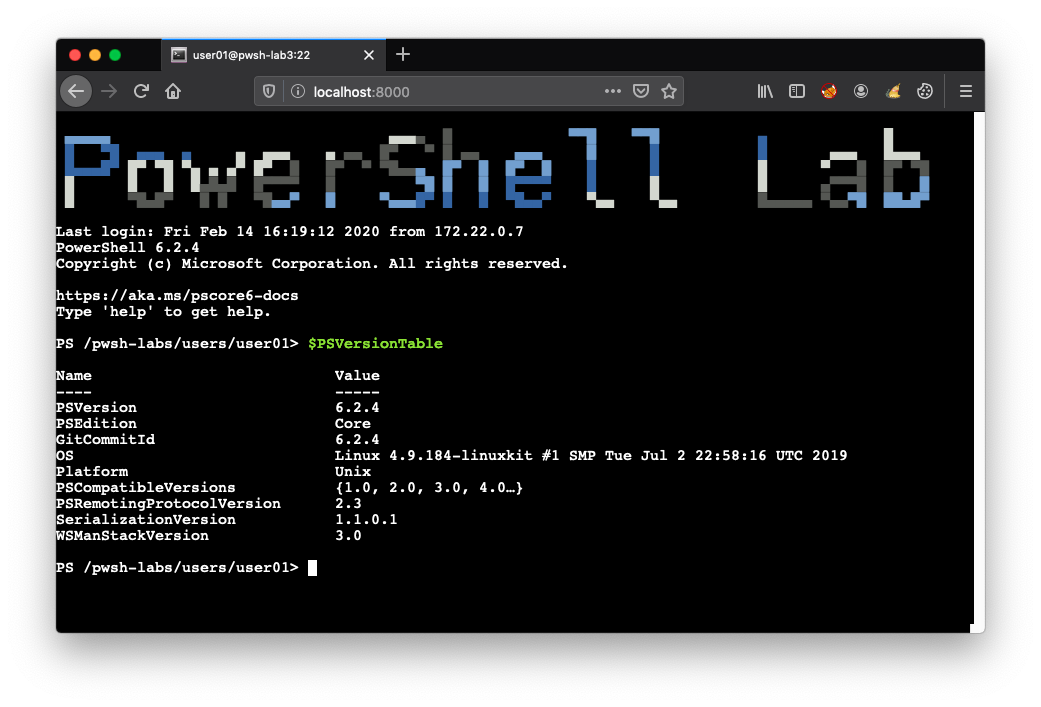 user01@pwsh-lab3:22
localhost:8000
PowerShell Lab
Last login: Fri Feb 14 16:19:12 2020 from 172.22.0.7
PowerShell 6.2.4
Copyright (c) Microsoft Corporation. All rights reserved.
https://aka.ms/pscore6-docs
Type 'help' to get help.
PS /pwsh-labs/users/user01> $PSVersionTable
Name Value
---- -----
PSVersion 6.2.4
PSEdition Core
GitCommitId 6.2.4
OS Linux 4.9.184-linuxkit #1 SMP Tue Jul 2 22:58:16 UTC 2019
Platform Unix
PSCompatibleVersions {1.0, 2.0, 3.0, 4.0…}
PSRemotingProtocolVersion 2.3
SerializationVersion 1.1.0.1
WSManStackVersion 3.0
PS /pwsh-labs/users/user01>